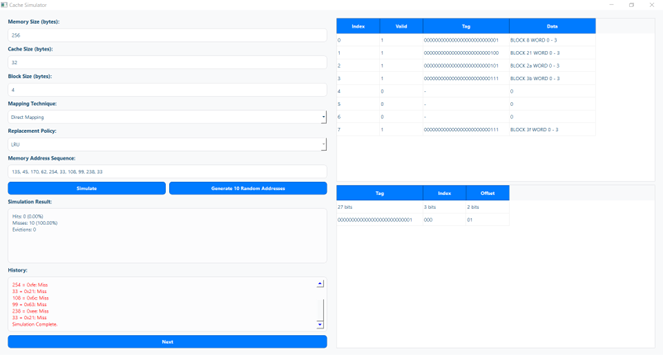 Cache Simulator
Memory Size (bytes):
256
Cache Size (bytes):
32
Block Size (bytes):
4
Mapping Technique:
Direct Mapping
Replacement Policy:
LRU
Memory Address Sequence:
133, 45, 170, 62, 254, 33, 108, 99, 238, 33
Simulate
Generate 10 Random Addresses
Simulation Result:
Hits: 0 (0.00%)
Misses: 10 (100.00%)
Evictions: 0
History:
254 = 0xfe: Miss
33 = 0x21: Miss
108 = 0x6c: Miss
99 = 0x63: Miss
238 = 0xee: Miss
33 = 0x21: Miss
Simulation Complete.
Next
Index Valid Tag Data
0 1 000000000000000000000000001 BLOCK 8 WORD 0 - 3
1 1 000000000000000000000000100 BLOCK 21 WORD 0 - 3
2 1 000000000000000000000000101 BLOCK 2a WORD 0 - 3
3 1 000000000000000000000000111 BLOCK 3b WORD 0 - 3
4 0 - 0
5 0 - 0
6 0 - 0
7 1 000000000000000000000000111 BLOCK 3f WORD 0 - 3
Tag Index Offset
27 bits 3 bits 2 bits
000000000000000000000000001 000 01